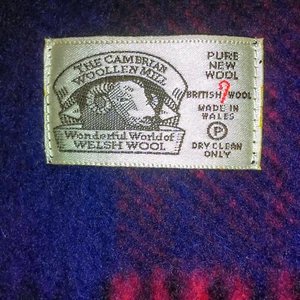 THE CAMBRIAN
WOOLLEN MILL
Wonderful World of
WELSH WOOL
PURE
NEW
WOOL
BRITISH WOOL
MADE IN
WALES
P
DRY CLEAN
ONLY